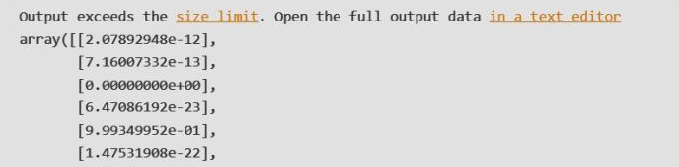 Output exceeds the size limit. Open the full output data in a text editor
array([[2.07892948e-12],
[7.16007332e-13],
[0.00000000e+00],
[6.47086192e-23],
[9.99349952e-01],
[1.47531908e-22],